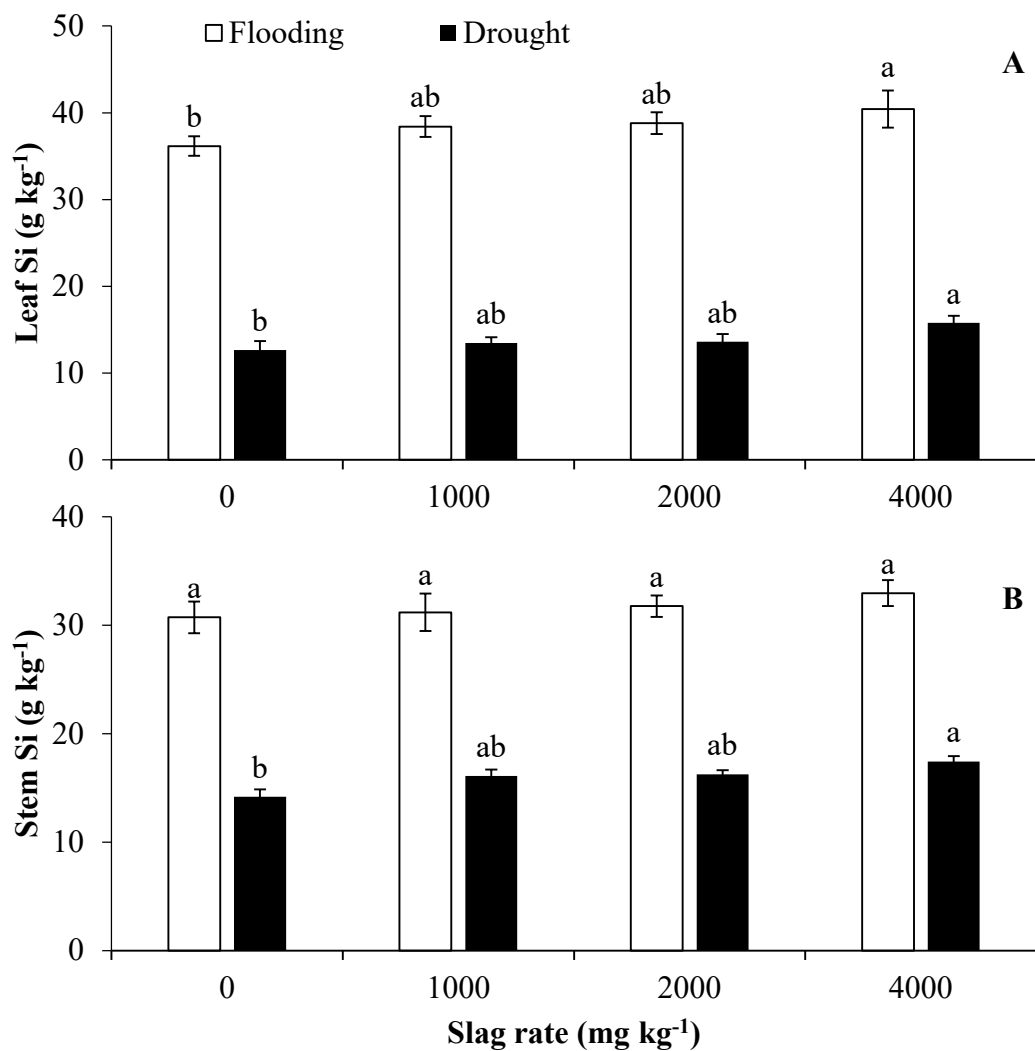 50
Flooding Drought
A
40
30
20
10
0
Leaf Si (g kg-1)
b ab ab a
b ab ab a
0 1000 2000 4000
40
B
30
20
10
0
Stem Si (g kg-1)
a a a a
b ab ab a
0 1000 2000 4000
Slag rate (mg kg-1)